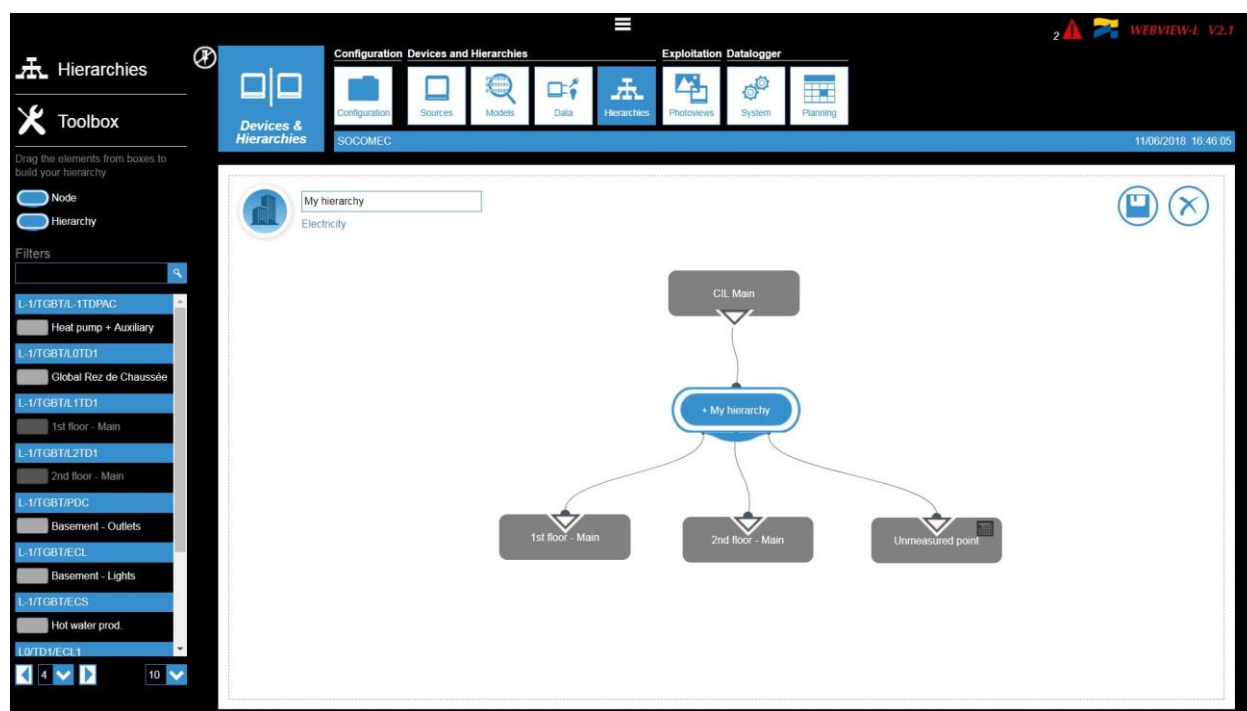 2
WEBVIEW-L V2.1
Hierarchies
Toolbox
Drag the elements from boxes to
build your hierarchy
Node
Hierarchy
Filters
L-1/TGBT/L-1TDPAC
Heat pump + Auxiliary
L-1/TGBT/L0TD1
Global Rez de Chaussée
L-1/TGBT/L1TD1
1st floor - Main
L-1/TGBT/L2TD1
2nd floor - Main
L-1/TGBT/PDC
Basement - Outlets
L-1/TGBT/ECL
Basement - Lights
L-1/TGBT/ECS
Hot water prod.
L0/TD1/ECL1
4
10
Devices &
Hierarchies
Configuration Devices and Hierarchies Exploitation Datalogger
Configuration Sources Models Data Hierarchies Photoviews System Planning
SOCOMEC 11/06/2018 16:46:05
My hierarchy
Electricity
CIL Main
+ My hierarchy
1st floor - Main 2nd floor - Main Unmeasured point